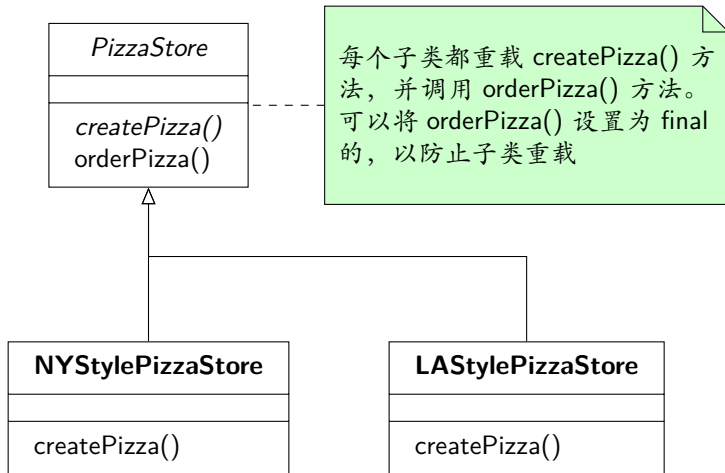 PizzaStore
createPizza()
orderPizza()
每个子类都重载 createPizza() 方
法，并调用 orderPizza() 方法。
可以将 orderPizza() 设置为 final
的，以防止子类重载
NYStylePizzaStore
createPizza()
LAStylePizzaStore
createPizza()